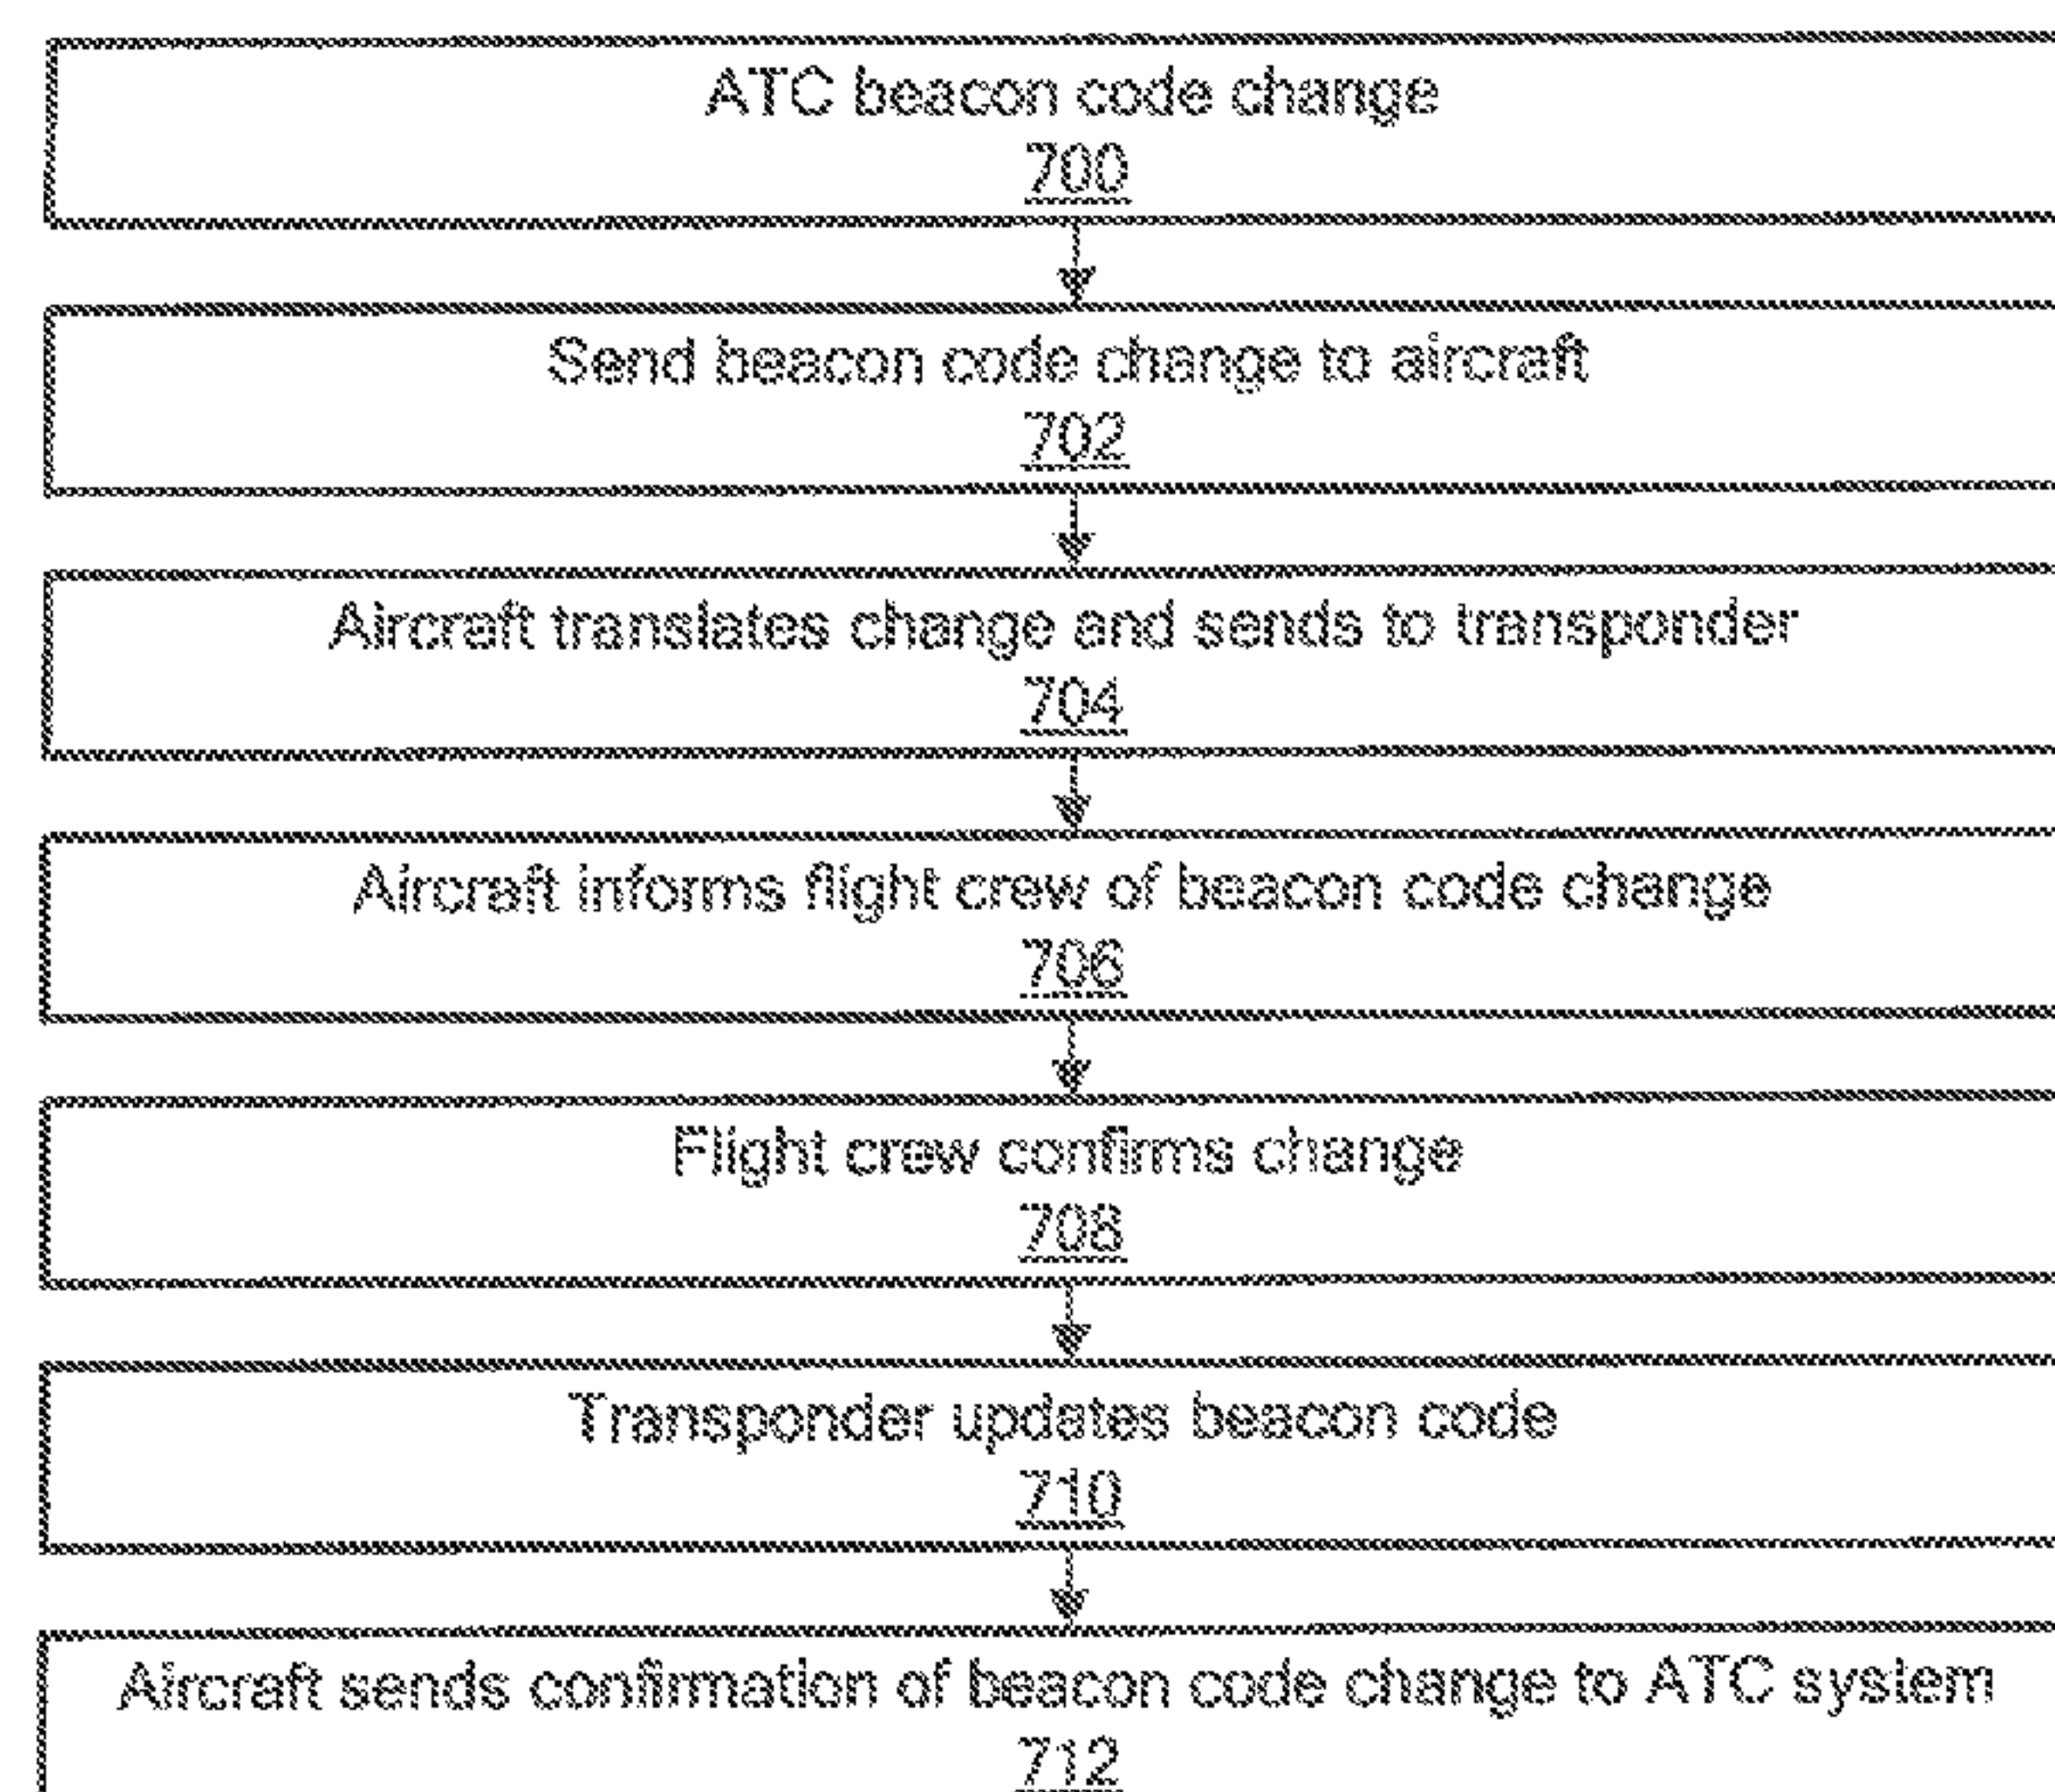 ATC beacon code change
700
Send beacon code change to aircraft
702
Aircraft translates change and sends to transponder
704
Aircraft informs flight crew of beacon code change
706
Flight crew confirms change
708
Transponder updates beacon code
710
Aircraft sends confirmation of beacon code change to ATC system
712